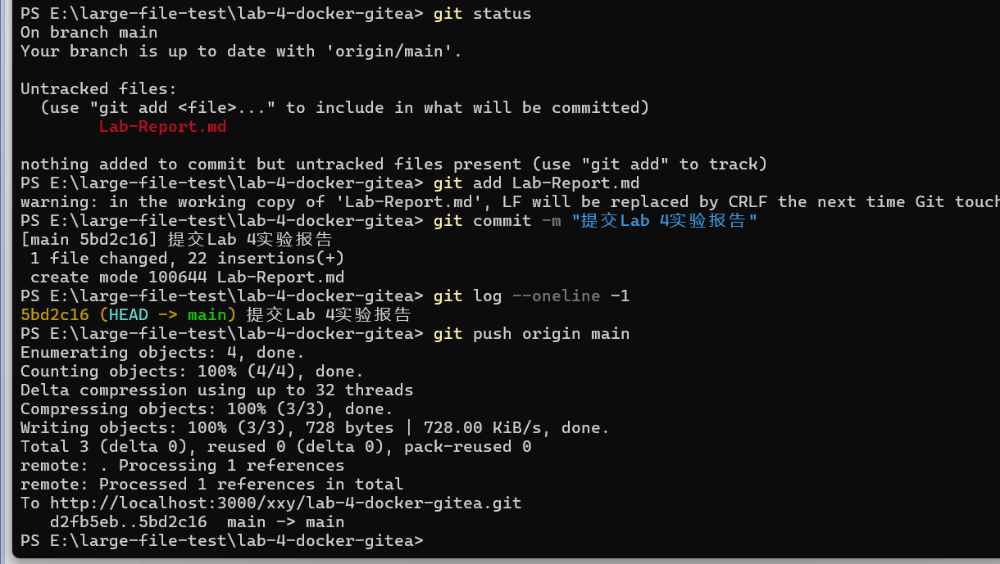 PS E:\large-file-test\lab-4-docker-gitea> git status
On branch main
Your branch is up to date with 'origin/main'.
Untracked files:
  (use "git add <file>..." to include in what will be committed)
        Lab-Report.md
nothing added to commit but untracked files present (use "git add" to track)
PS E:\large-file-test\lab-4-docker-gitea> git add Lab-Report.md
warning: in the working copy of 'Lab-Report.md', LF will be replaced by CRLF the next time Git touch
PS E:\large-file-test\lab-4-docker-gitea> git commit -m "提交Lab 4实验报告"
[main 5bd2c16] 提交Lab 4实验报告
 1 file changed, 22 insertions(+)
 create mode 100644 Lab-Report.md
PS E:\large-file-test\lab-4-docker-gitea> git log --oneline -1
5bd2c16 (HEAD -> main) 提交Lab 4实验报告
PS E:\large-file-test\lab-4-docker-gitea> git push origin main
Enumerating objects: 4, done.
Counting objects: 100% (4/4), done.
Delta compression using up to 32 threads
Compressing objects: 100% (3/3), done.
Writing objects: 100% (3/3), 728 bytes | 728.00 KiB/s, done.
Total 3 (delta 0), reused 0 (delta 0), pack-reused 0
remote: . Processing 1 references
remote: Processed 1 references in total
To http://localhost:3000/xxy/lab-4-docker-gitea.git
   d2fb5eb..5bd2c16  main -> main
PS E:\large-file-test\lab-4-docker-gitea>